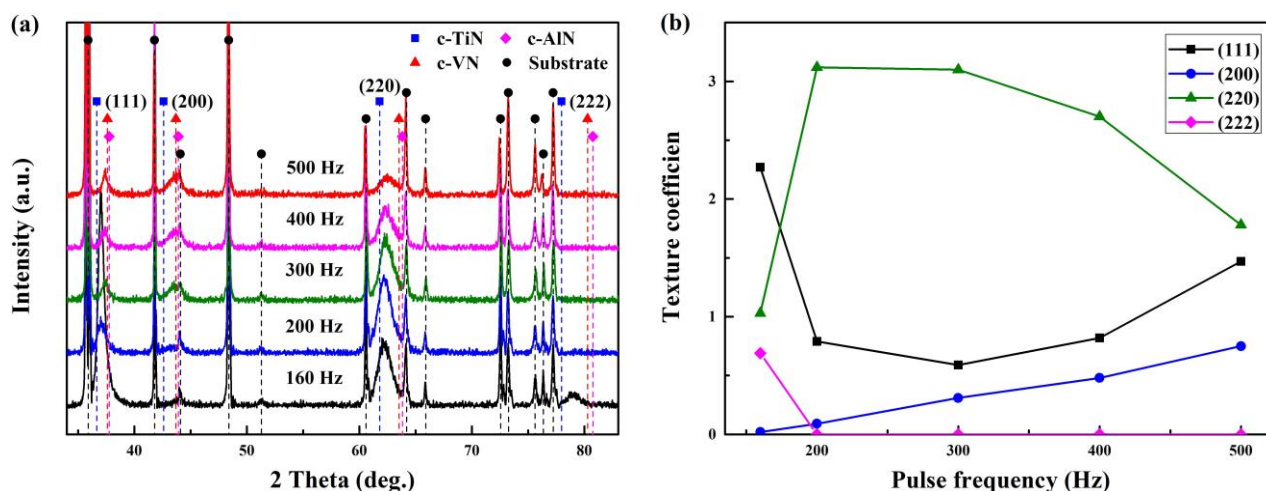 (a)
c-TiN
c-AlN
c-VN
Substrate
(111)
(200)
(220)
(222)
500 Hz
400 Hz
300 Hz
200 Hz
160 Hz
Intensity (a.u.)
40
50
60
70
80
2 Theta (deg.)
(b)
(111)
(200)
(220)
(222)
3
2
1
0
Texture coefficien
200
300
400
500
Pulse frequency (Hz)